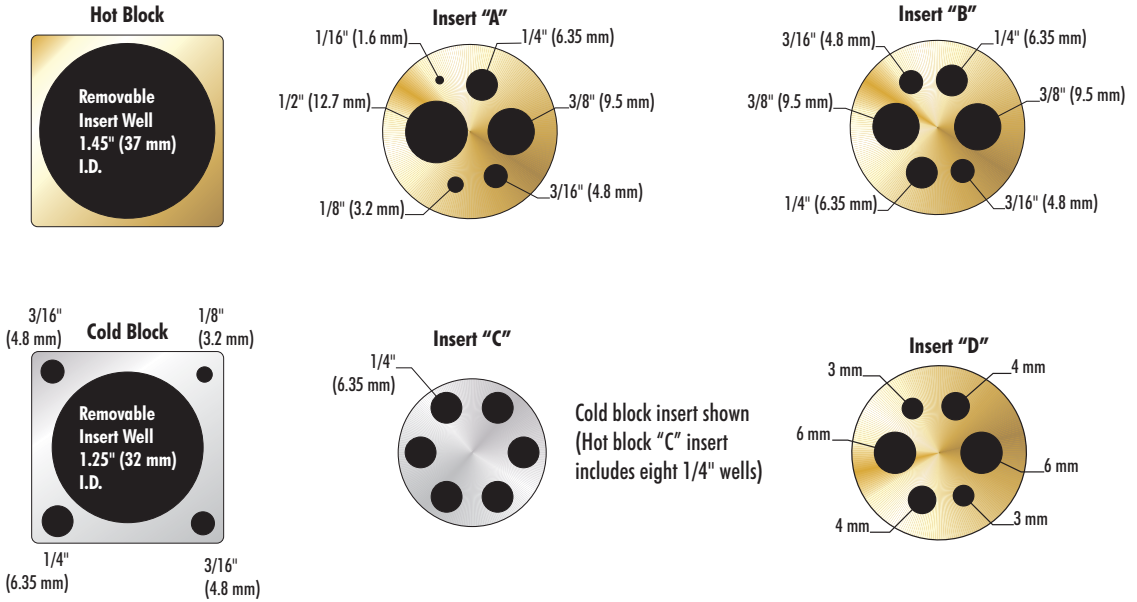 Hot Block
Removable
Insert Well
1.45" (37 mm)
I.D.
Insert “A”
1/16" (1.6 mm)
1/4" (6.35 mm)
1/2" (12.7 mm)
3/8" (9.5 mm)
1/8" (3.2 mm)
3/16" (4.8 mm)
Insert “B”
3/16" (4.8 mm)
1/4" (6.35 mm)
3/8" (9.5 mm)
3/8" (9.5 mm)
1/4" (6.35 mm)
3/16" (4.8 mm)
3/16"
(4.8 mm)
Cold Block
1/8"
(3.2 mm)
Removable
Insert Well
1.25" (32 mm)
I.D.
1/4"
(6.35 mm)
3/16"
(4.8 mm)
Insert “C”
1/4"
(6.35 mm)
Cold block insert shown
(Hot block “C” insert
includes eight 1/4" wells)
Insert “D”
3 mm
4 mm
6 mm
6 mm
4 mm
3 mm